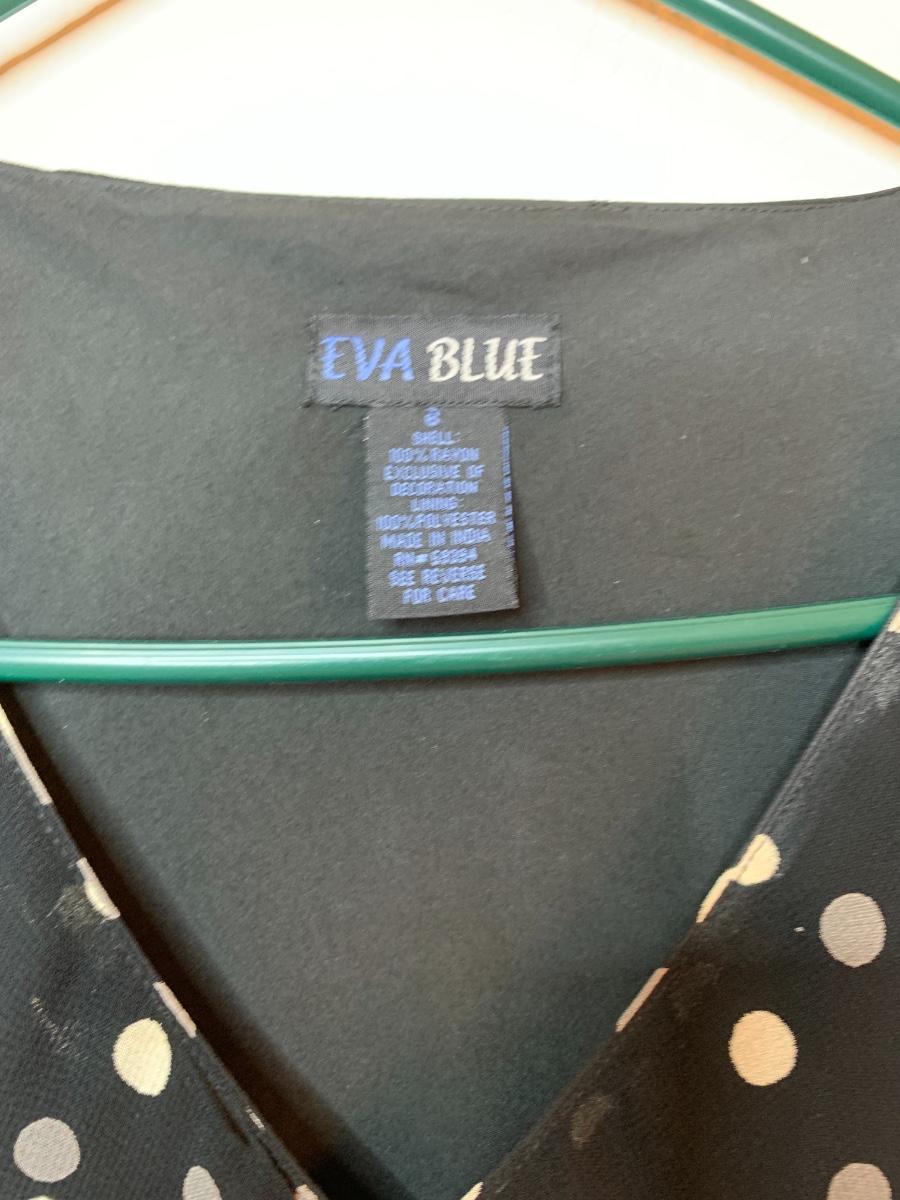 EVA BLUE
8
SHELL:
100% RAYON
EXCLUSIVE OF
DECORATION
LINING:
100% POLYESTER
MADE IN INDIA
SEE REVERSE
FOR CARE